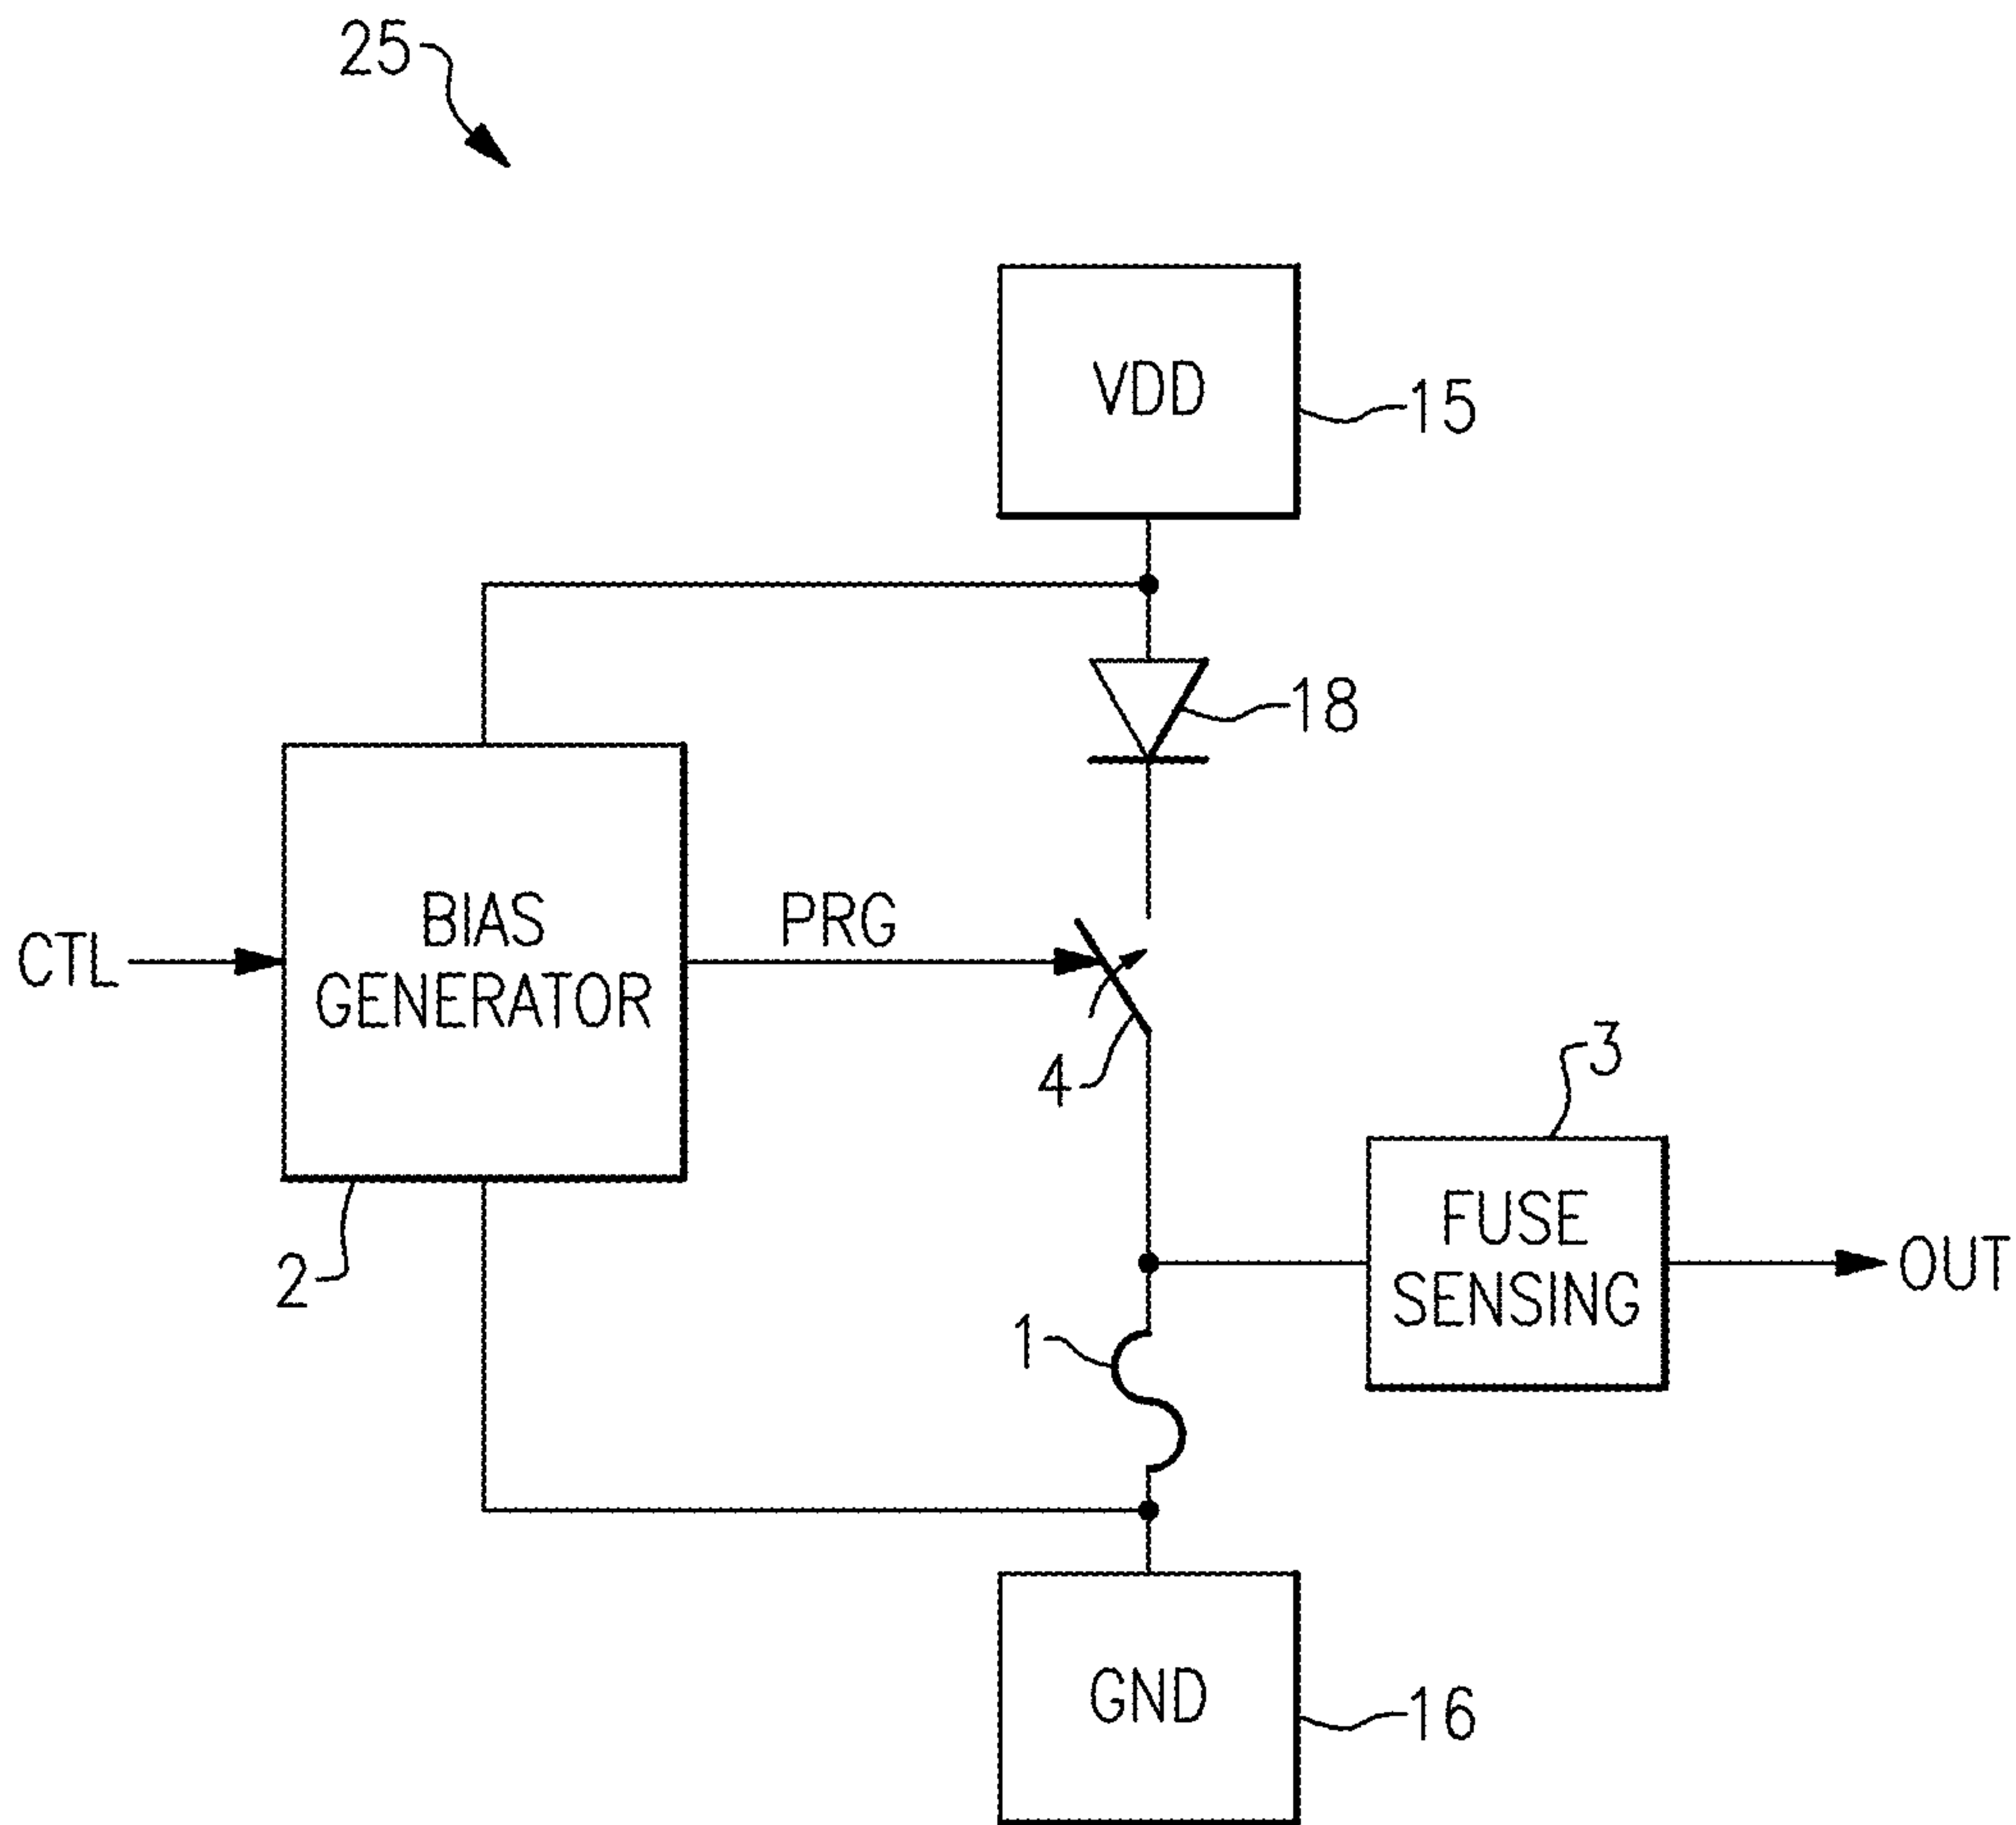 25
VDD
15
18
BIAS
GENERATOR
CTL
PRG
4
3
FUSE
SENSING
OUT
2
1
GND
16